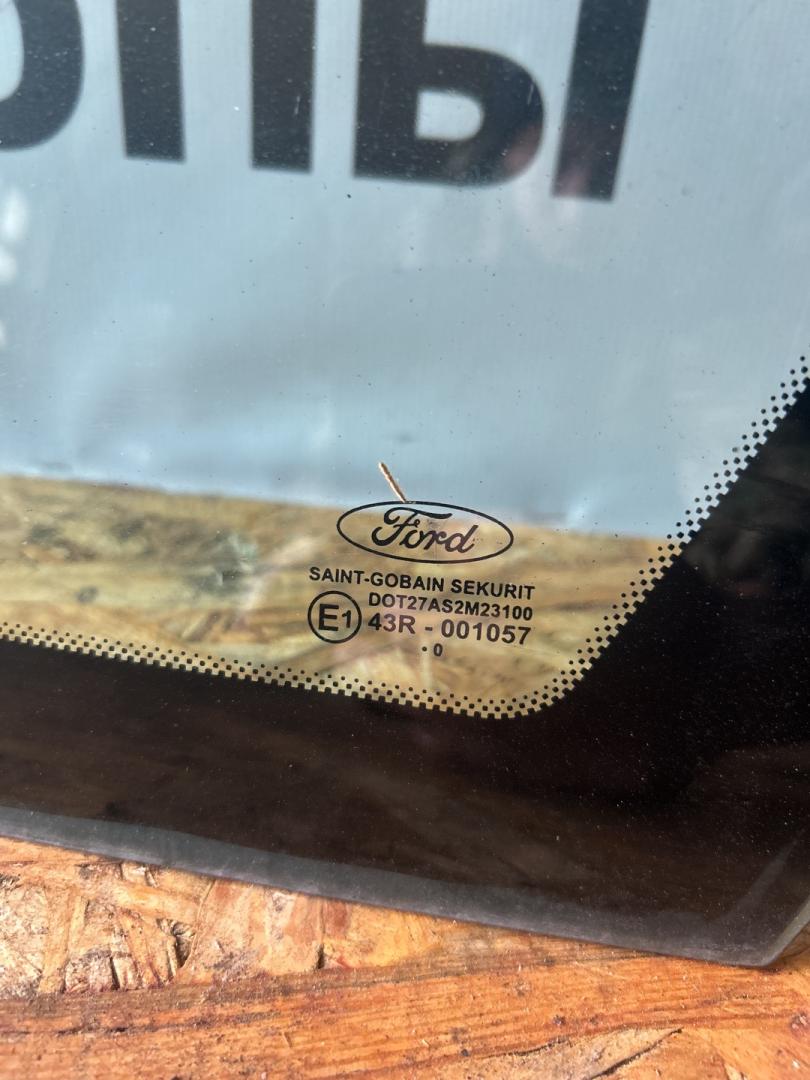 Ford
SAINT-GOBAIN SEKURIT
DOT27AS2M23100
E1 43R - 001057
· 0